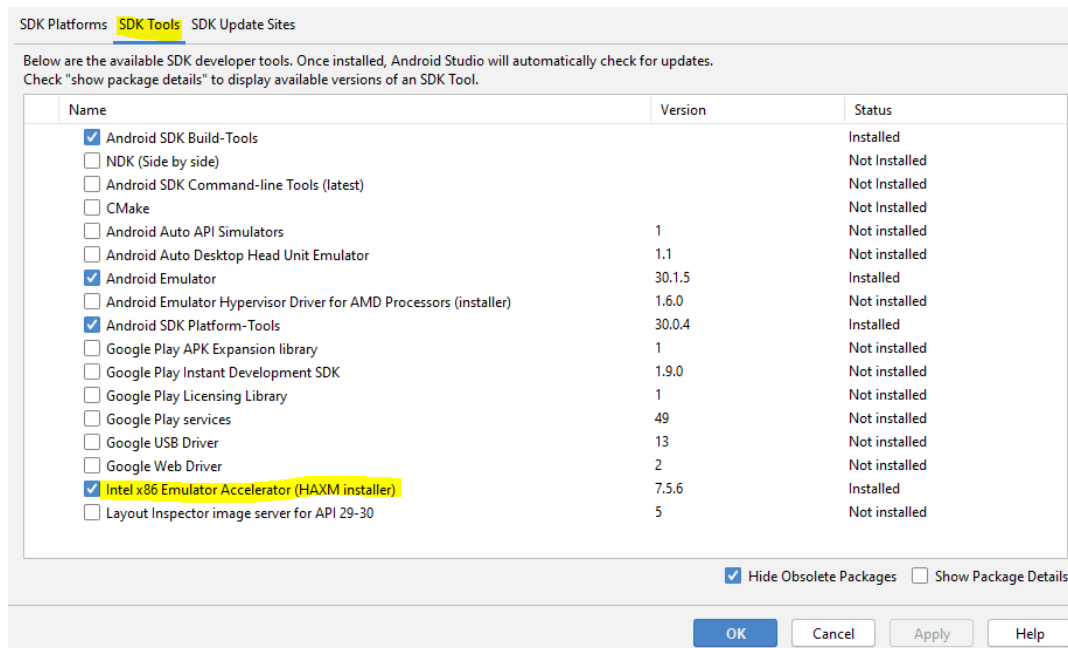 SDK Platforms SDK Tools SDK Update Sites
Below are the available SDK developer tools. Once installed, Android Studio will automatically check for updates.
Check "show package details" to display available versions of an SDK Tool.
Name Version Status
Android SDK Build-Tools Installed
NDK (Side by side) Not Installed
Android SDK Command-line Tools (latest) Not Installed
CMake Not Installed
Android Auto API Simulators 1 Not installed
Android Auto Desktop Head Unit Emulator 1.1 Not installed
Android Emulator 30.1.5 Installed
Android Emulator Hypervisor Driver for AMD Processors (installer) 1.6.0 Not installed
Android SDK Platform-Tools 30.0.4 Installed
Google Play APK Expansion library 1 Not installed
Google Play Instant Development SDK 1.9.0 Not installed
Google Play Licensing Library 1 Not installed
Google Play services 49 Not installed
Google USB Driver 13 Not installed
Google Web Driver 2 Not installed
Intel x86 Emulator Accelerator (HAXM installer) 7.5.6 Installed
Layout Inspector image server for API 29-30 5 Not installed
Hide Obsolete Packages Show Package Details
OK Cancel Apply Help